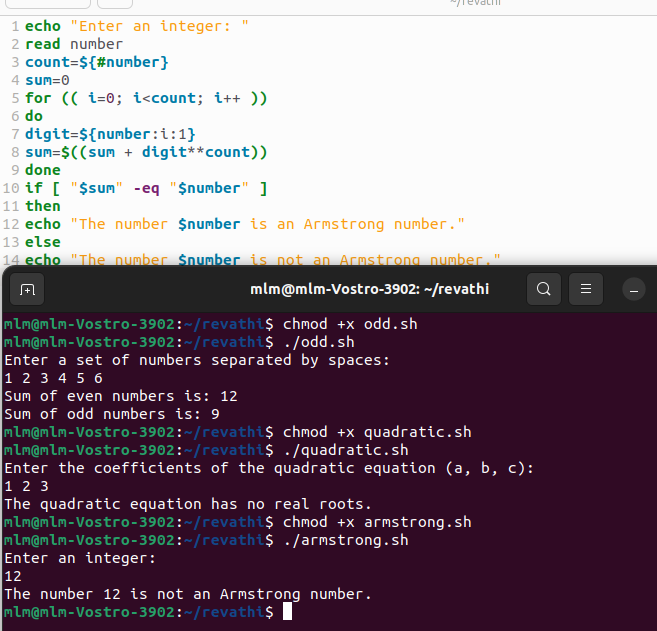 ~/revathi
1 echo "Enter an integer: "
2 read number
3 count=${#number}
4 sum=0
5 for (( i=0; i<count; i++ ))
6 do
7 digit=${number:i:1}
8 sum=$((sum + digit**count))
9 done
10 if [ "$sum" -eq "$number" ]
11 then
12 echo "The number $number is an Armstrong number."
13 else
14 echo "The number $number is not an Armstrong number."
mlm@mlm-Vostro-3902: ~/revathi
mlm@mlm-Vostro-3902:~/revathi$ chmod +x odd.sh
mlm@mlm-Vostro-3902:~/revathi$ ./odd.sh
Enter a set of numbers separated by spaces:
1 2 3 4 5 6
Sum of even numbers is: 12
Sum of odd numbers is: 9
mlm@mlm-Vostro-3902:~/revathi$ chmod +x quadratic.sh
mlm@mlm-Vostro-3902:~/revathi$ ./quadratic.sh
Enter the coefficients of the quadratic equation (a, b, c):
1 2 3
The quadratic equation has no real roots.
mlm@mlm-Vostro-3902:~/revathi$ chmod +x armstrong.sh
mlm@mlm-Vostro-3902:~/revathi$ ./armstrong.sh
Enter an integer:
12
The number 12 is not an Armstrong number.
mlm@mlm-Vostro-3902:~/revathi$